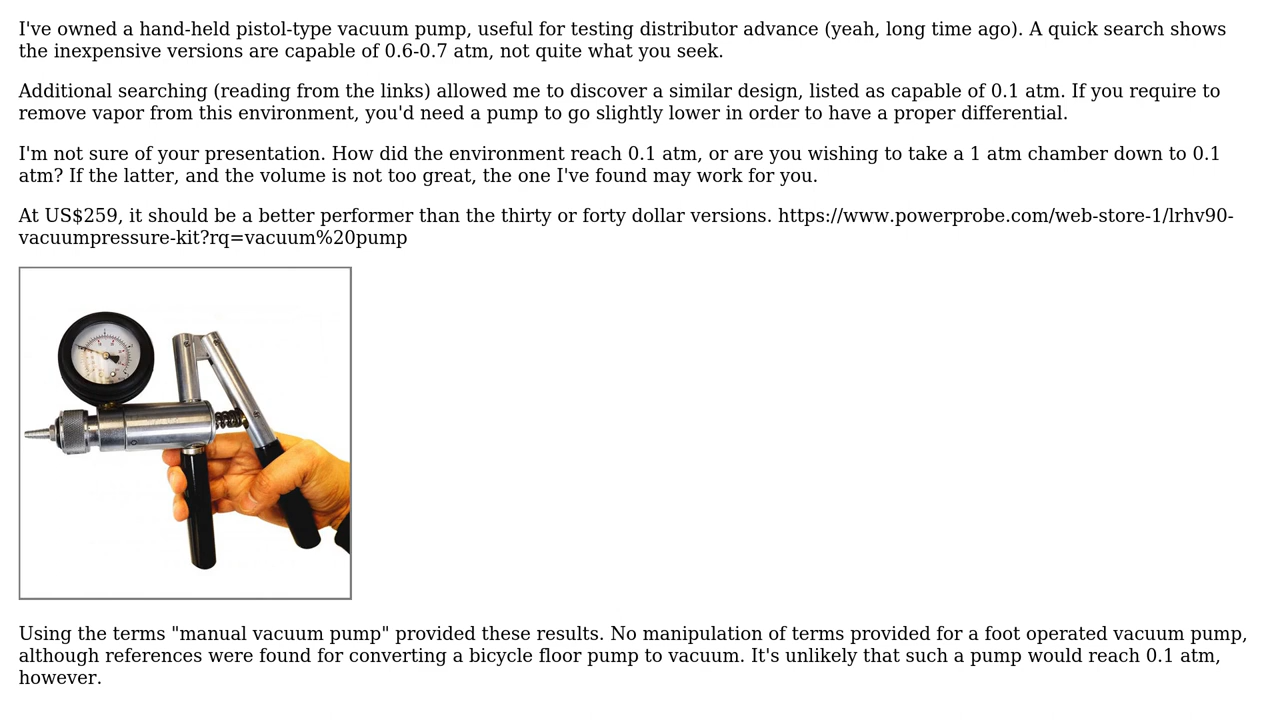 I've owned a hand-held pistol-type vacuum pump, useful for testing distributor advance (yeah, long time ago). A quick search shows
the inexpensive versions are capable of 0.6-0.7 atm, not quite what you seek.
Additional searching (reading from the links) allowed me to discover a similar design, listed as capable of 0.1 atm. If you require to
remove vapor from this environment, you'd need a pump to go slightly lower in order to have a proper differential.
I'm not sure of your presentation. How did the environment reach 0.1 atm, or are you wishing to take a 1 atm chamber down to 0.1
atm? If the latter, and the volume is not too great, the one I've found may work for you.
At US$259, it should be a better performer than the thirty or forty dollar versions. https://www.powerprobe.com/web-store-1/lrhv90-
vacuumpressure-kit?rq=vacuum%20pump
Using the terms "manual vacuum pump" provided these results. No manipulation of terms provided for a foot operated vacuum pump,
although references were found for converting a bicycle floor pump to vacuum. It's unlikely that such a pump would reach 0.1 atm,
however.